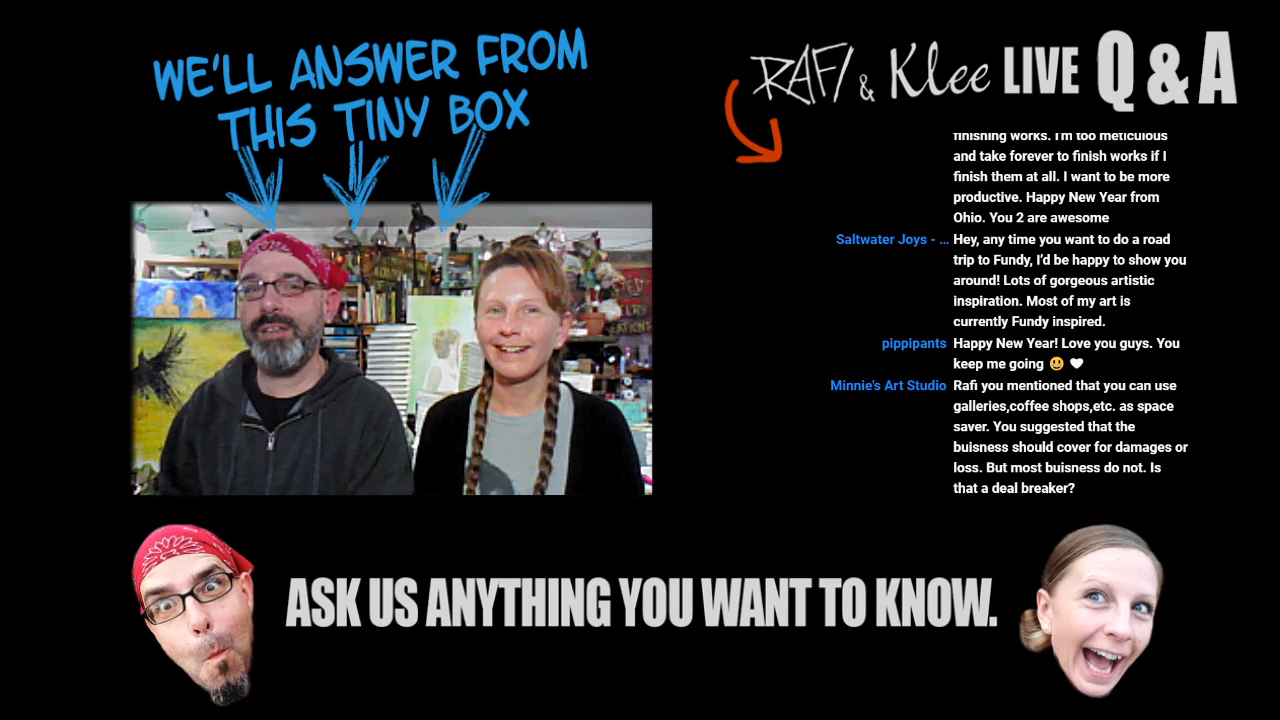 WE'LL ANSWER FROM
THIS TINY BOX
RAFI & Klee LIVE Q & A
finishing works. I'm too meticulous
and take forever to finish works if I
finish them at all. I want to be more
productive. Happy New Year from
Ohio. You 2 are awesome
Saltwater Joys - … Hey, any time you want to do a road
trip to Fundy, I'd be happy to show you
around! Lots of gorgeous artistic
inspiration. Most of my art is
currently Fundy inspired.
pippipants Happy New Year! Love you guys. You
keep me going 😃 🤍
Minnie's Art Studio Rafi you mentioned that you can use
galleries,coffee shops,etc. as space
saver. You suggested that the
buisness should cover for damages or
loss. But most buisness do not. Is
that a deal breaker?
ASK US ANYTHING YOU WANT TO KNOW.